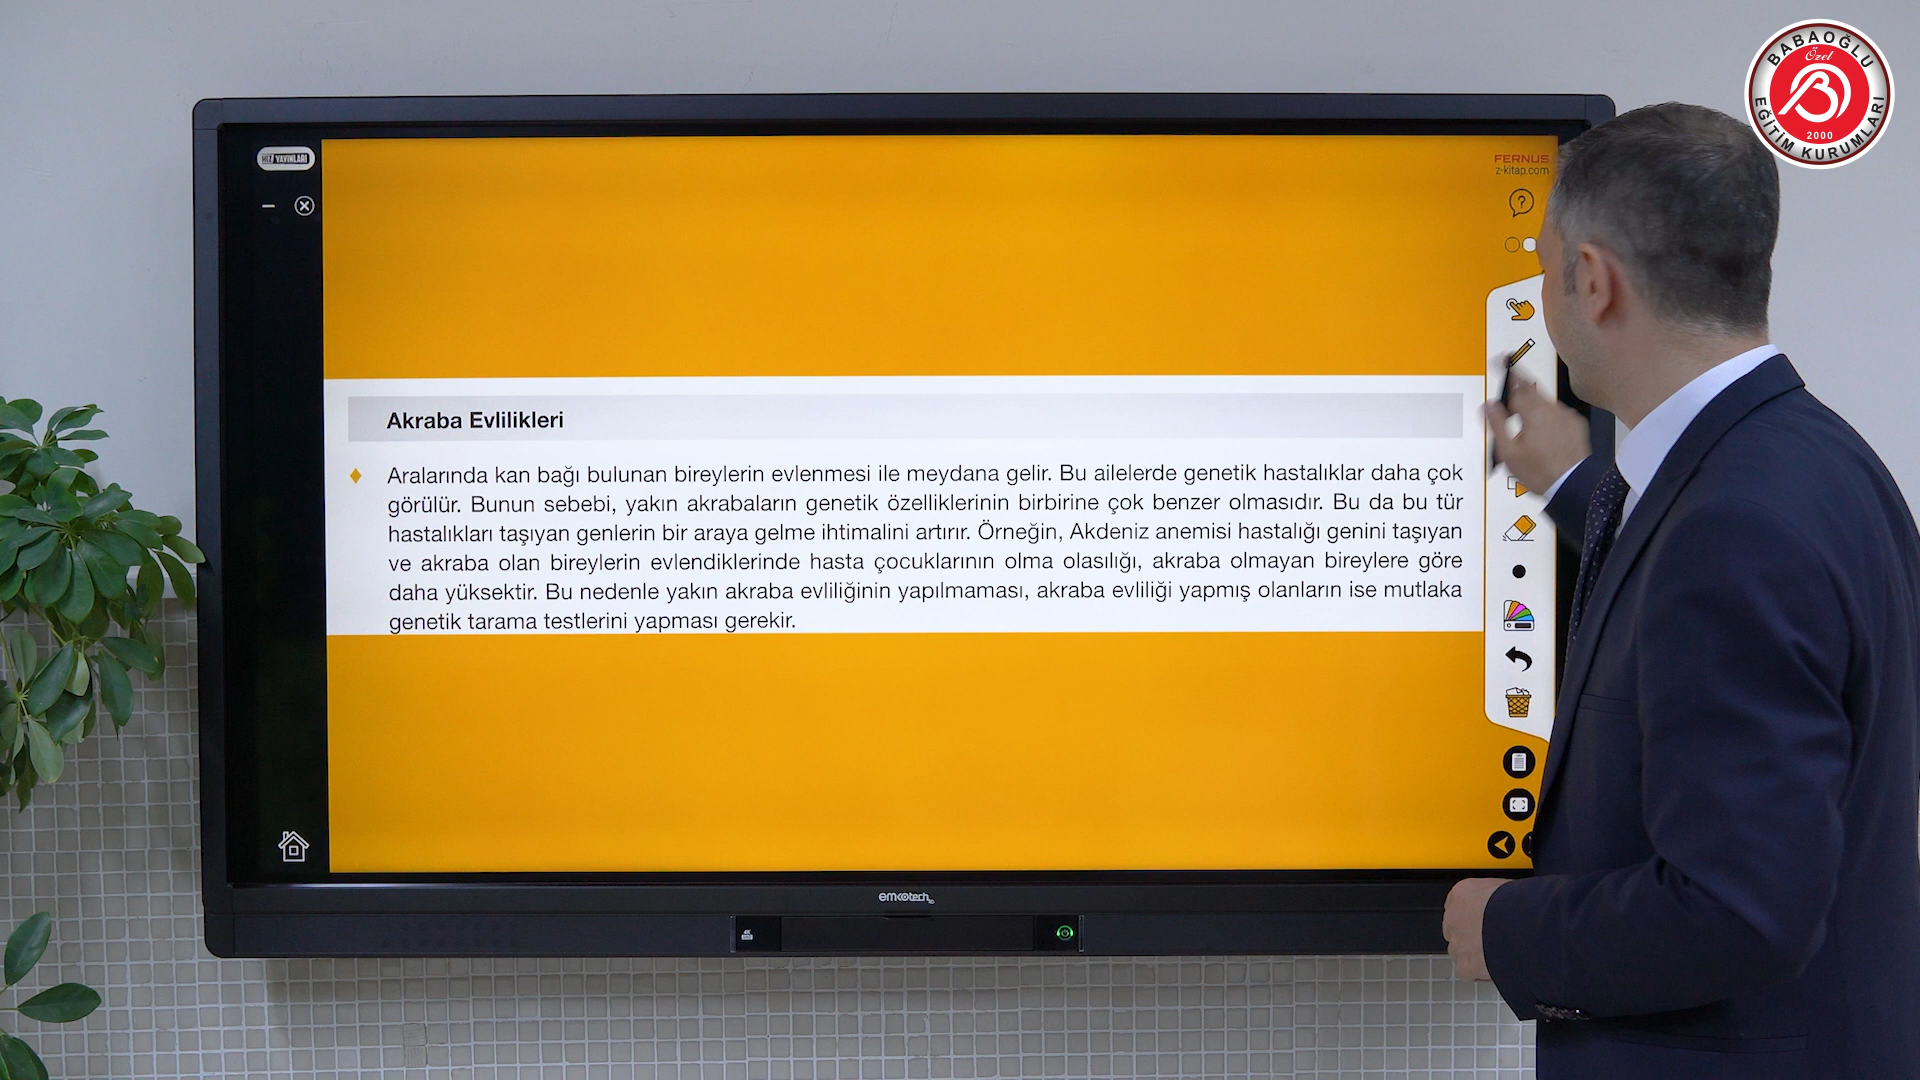 BABAOĞLU
Özel
B
2000
EĞİTİM KURUMLARI
HIZ YAYINLARI
FERNUS
z-kitap.com
Akraba Evlilikleri
Aralarında kan bağı bulunan bireylerin evlenmesi ile meydana gelir. Bu ailelerde genetik hastalıklar daha çok
görülür. Bunun sebebi, yakın akrabaların genetik özelliklerinin birbirine çok benzer olmasıdır. Bu da bu tür
hastalıkları taşıyan genlerin bir araya gelme ihtimalini artırır. Örneğin, Akdeniz anemisi hastalığı genini taşıyan
ve akraba olan bireylerin evlendiklerinde hasta çocuklarının olma olasılığı, akraba olmayan bireylere göre
daha yüksektir. Bu nedenle yakın akraba evliliğinin yapılmaması, akraba evliliği yapmış olanların ise mutlaka
genetik tarama testlerini yapması gerekir.
emkotech